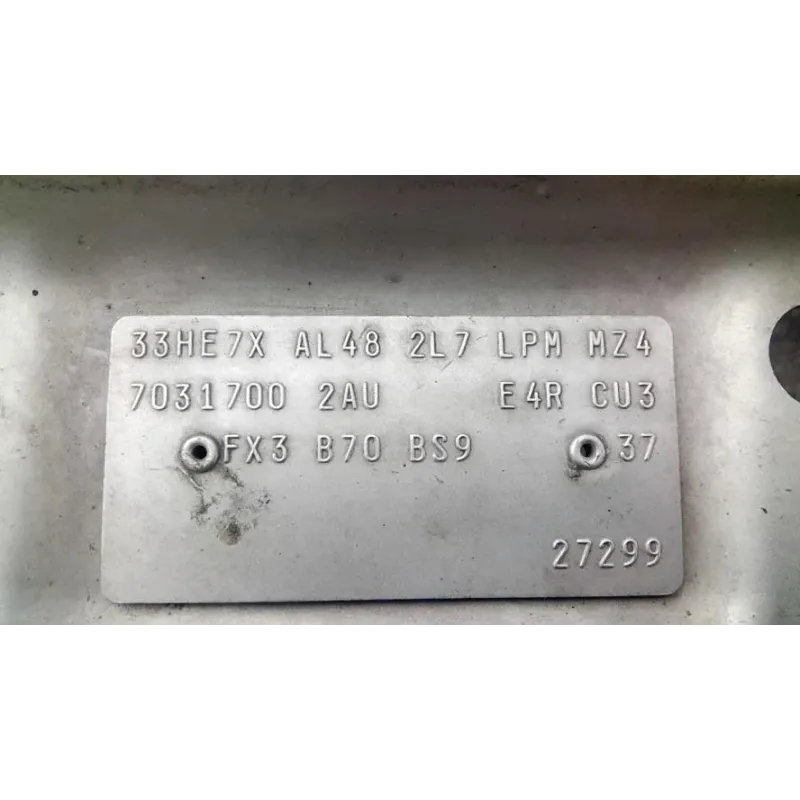 33HE7X AL48 2L7 LPM MZ4
7031700 2AU E4R CU3
FX3 B70 BS9 37
27299